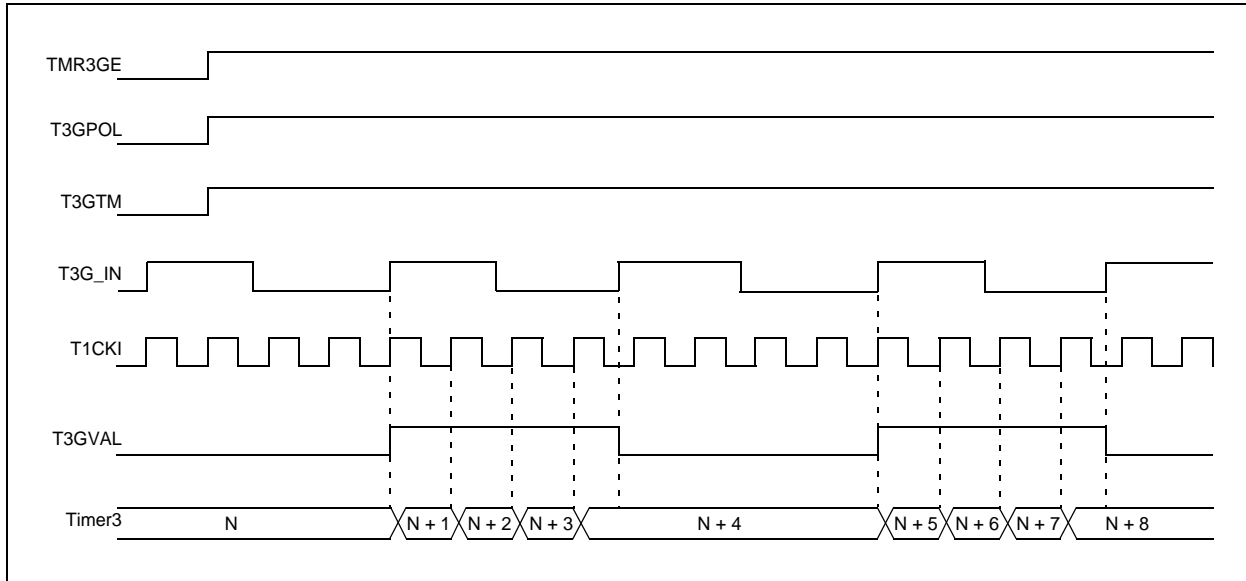 TMR3GE
T3GPOL
T3GTM
T3G_IN
T1CKI
T3GVAL
Timer3 N N + 1 N + 2 N + 3 N + 4 N + 5 N + 6 N + 7 N + 8